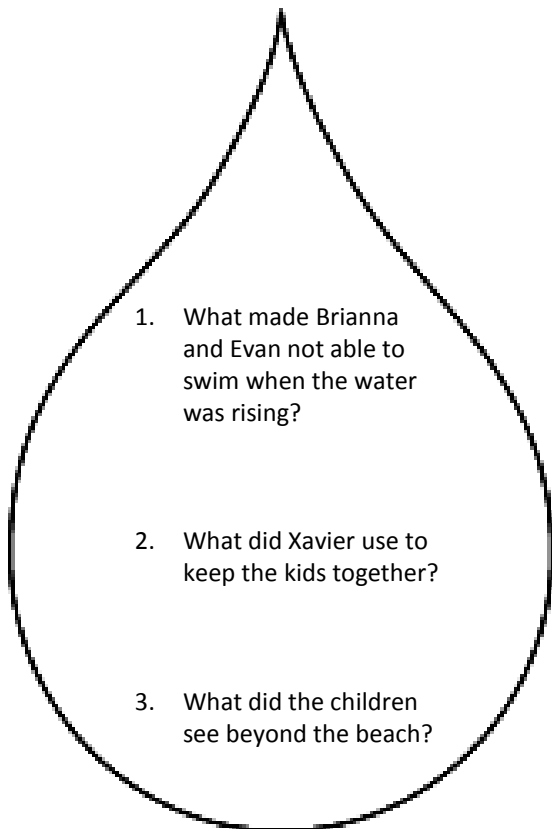 1. What made Brianna
and Evan not able to
swim when the water
was rising?
2. What did Xavier use to
keep the kids together?
3. What did the children
see beyond the beach?